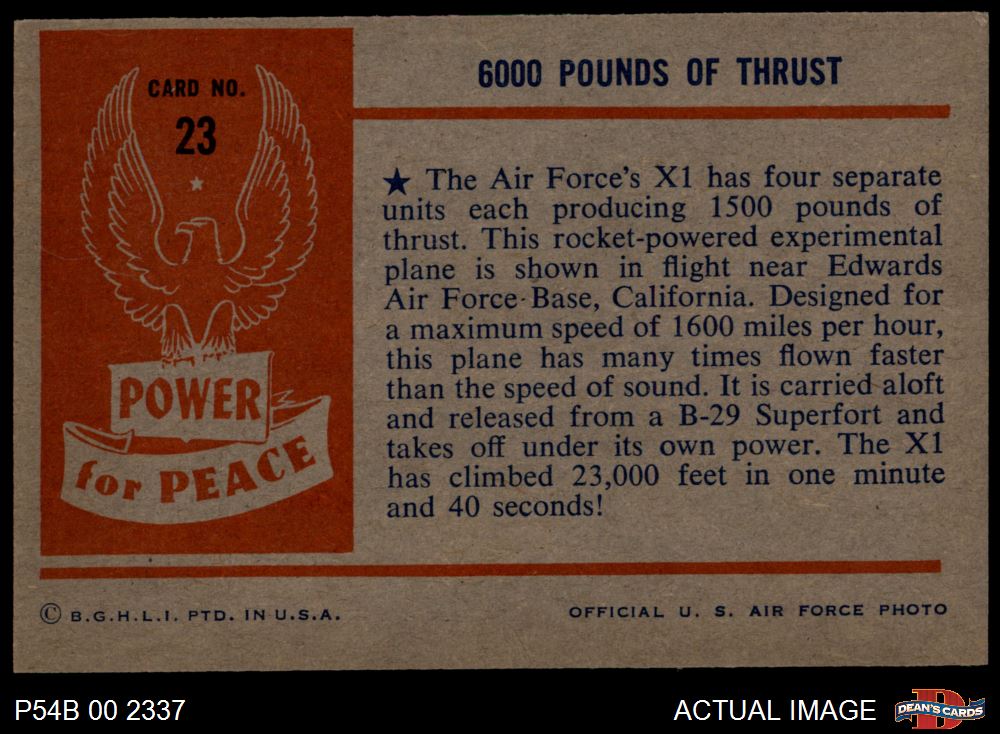 CARD NO.
23
POWER
for PEACE
6000 POUNDS OF THRUST
★ The Air Force's X1 has four separate
units each producing 1500 pounds of
thrust. This rocket-powered experimental
plane is shown in flight near Edwards
Air Force Base, California. Designed for
a maximum speed of 1600 miles per hour,
this plane has many times flown faster
than the speed of sound. It is carried aloft
and released from a B-29 Superfort and
takes off under its own power. The X1
has climbed 23,000 feet in one minute
and 40 seconds!
© B.G.H.L.I. PTD. IN U.S.A.
OFFICIAL U. S. AIR FORCE PHOTO
P54B 00 2337
ACTUAL IMAGE
DEAN'S CARDS